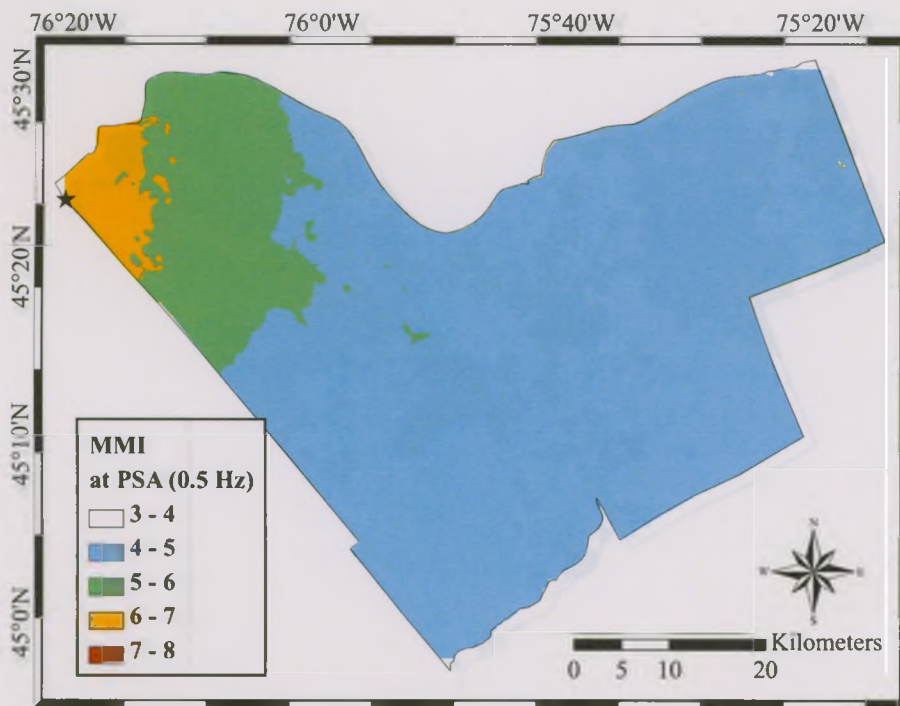 76°20'W 76°0'W 75°40'W 75°20'W
45°30'N
45°20'N
45°10'N
45°0'N
MMI
at PSA (0.5 Hz)
3 - 4
4 - 5
5 - 6
6 - 7
7 - 8
N
W E
S
Kilometers
0 5 10 20